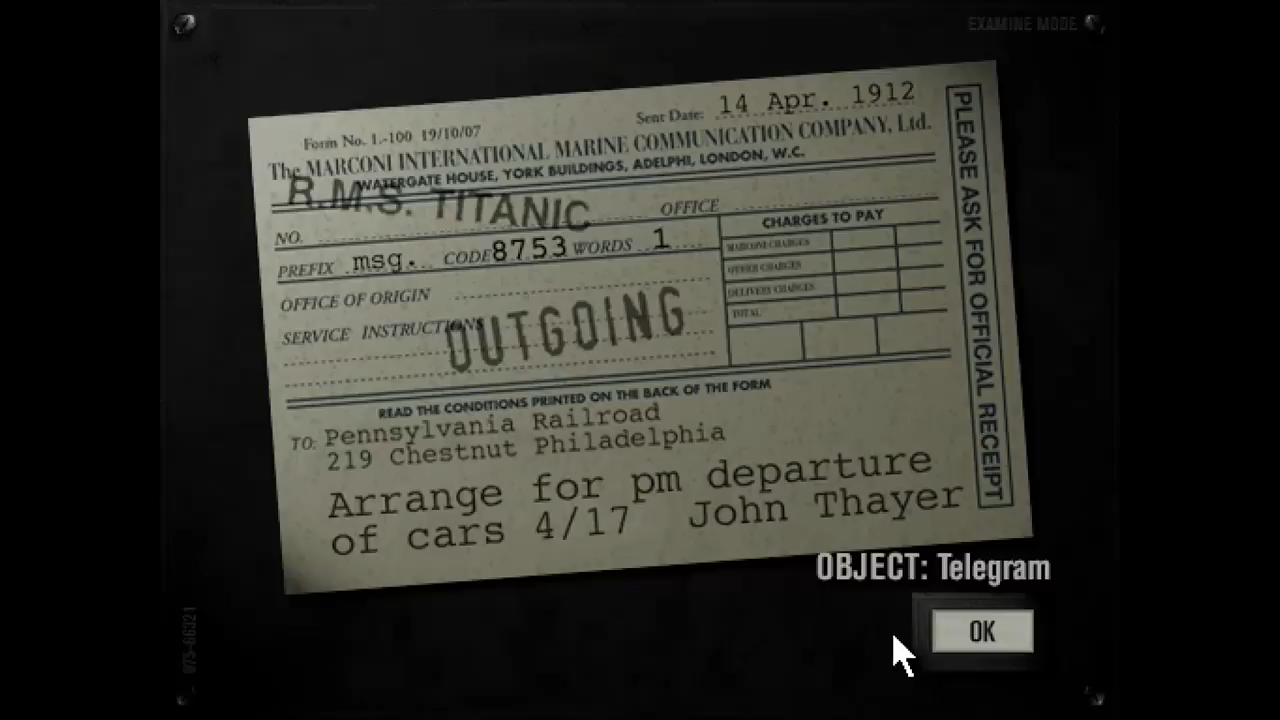 EXAMINE MODE
Sent Date: 14 Apr. 1912
Form No. 1.-100 19/10/07
The MARCONI INTERNATIONAL MARINE COMMUNICATION COMPANY, Ltd.
WATERGATE HOUSE, YORK BUILDINGS, ADELPHI, LONDON, W.C.
R.M.S. TITANIC
NO. OFFICE
CHARGES TO PAY
PREFIX msg. CODE 8753 WORDS 1
MARCONI CHARGES
OTHER CHARGES
DELIVERY CHARGES
TOTAL
OFFICE OF ORIGIN
SERVICE INSTRUCTIONS
OUTGOING
READ THE CONDITIONS PRINTED ON THE BACK OF THE FORM
TO: Pennsylvania Railroad
219 Chestnut Philadelphia
Arrange for pm departure
of cars 4/17 John Thayer
PLEASE ASK FOR OFFICIAL RECEIPT
OBJECT: Telegram
OK